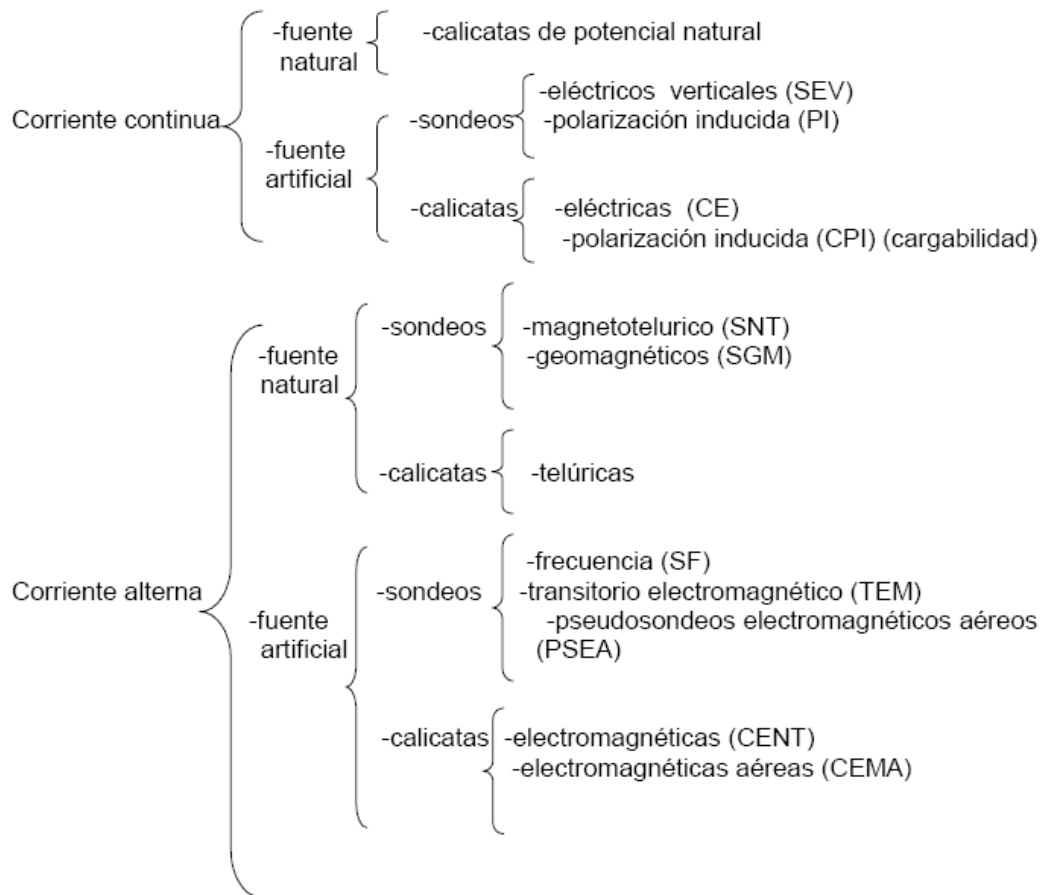 -fuente
natural
-calicatas de potencial natural
Corriente continua
-fuente
artificial
-sondeos
-eléctricos verticales (SEV)
-polarización inducida (PI)
-calicatas
-eléctricas (CE)
-polarización inducida (CPI) (cargabilidad)
Corriente alterna
-fuente
natural
-sondeos
-magnetotelurico (SNT)
-geomagnéticos (SGM)
-calicatas
-telúricas
-fuente
artificial
-sondeos
-frecuencia (SF)
-transitorio electromagnético (TEM)
-pseudosondeos electromagnéticos aéreos
(PSEA)
-calicatas
-electromagnéticas (CENT)
-electromagnéticas aéreas (CEMA)